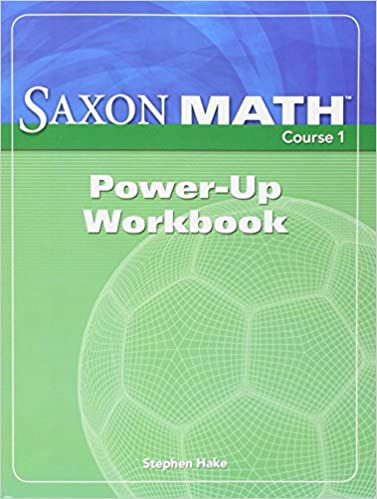 SAXON MATH™
Course 1
Power-Up
Workbook
Stephen Hake